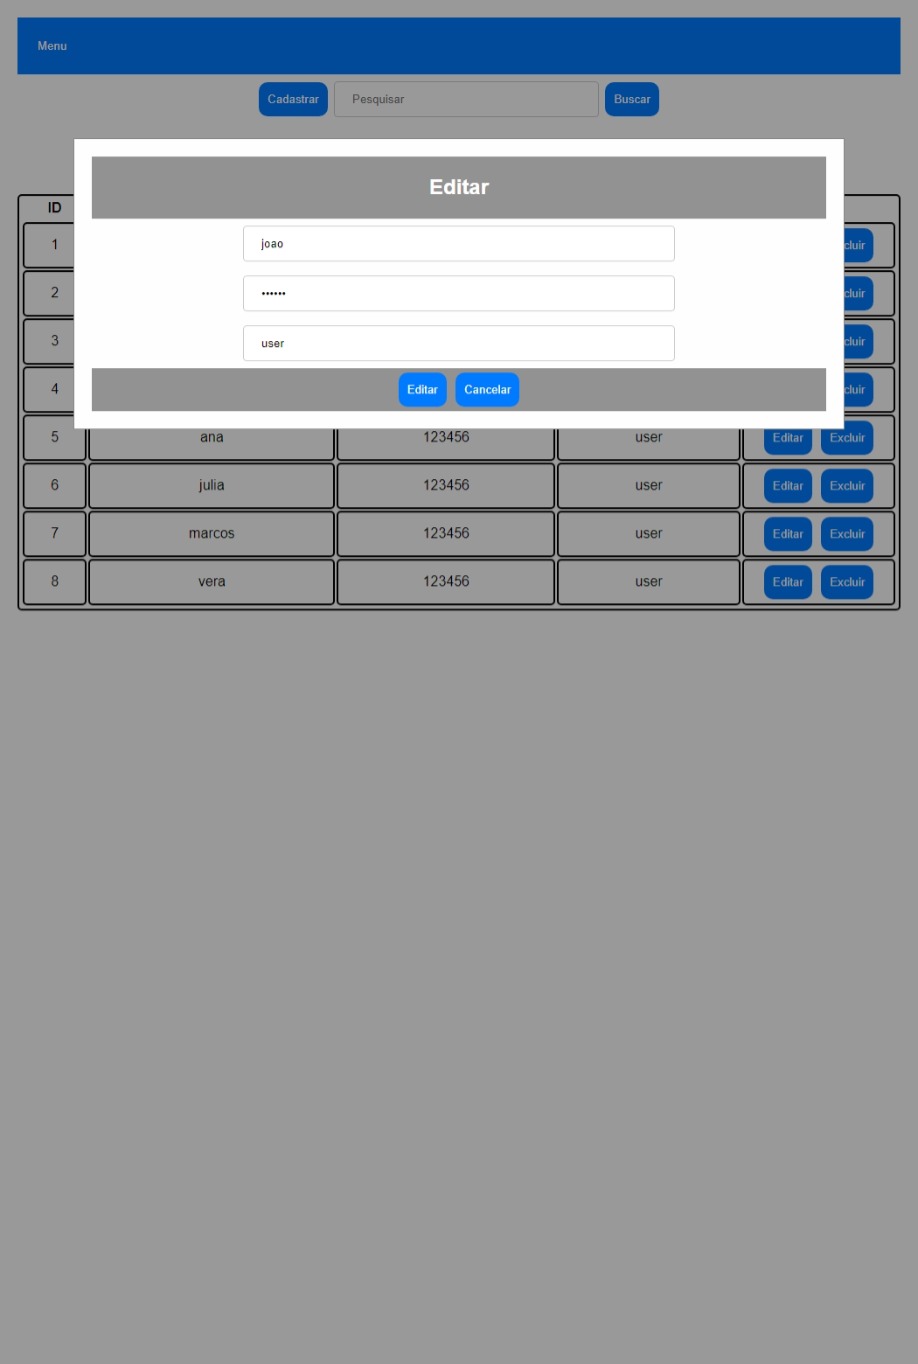 Menu
Cadastrar Pesquisar Buscar
Editar
ID
joao
1 cluir
••••••
2 cluir
user
3 cluir
Editar Cancelar
4 cluir
5 ana 123456 user Editar Excluir
6 julia 123456 user Editar Excluir
7 marcos 123456 user Editar Excluir
8 vera 123456 user Editar Excluir